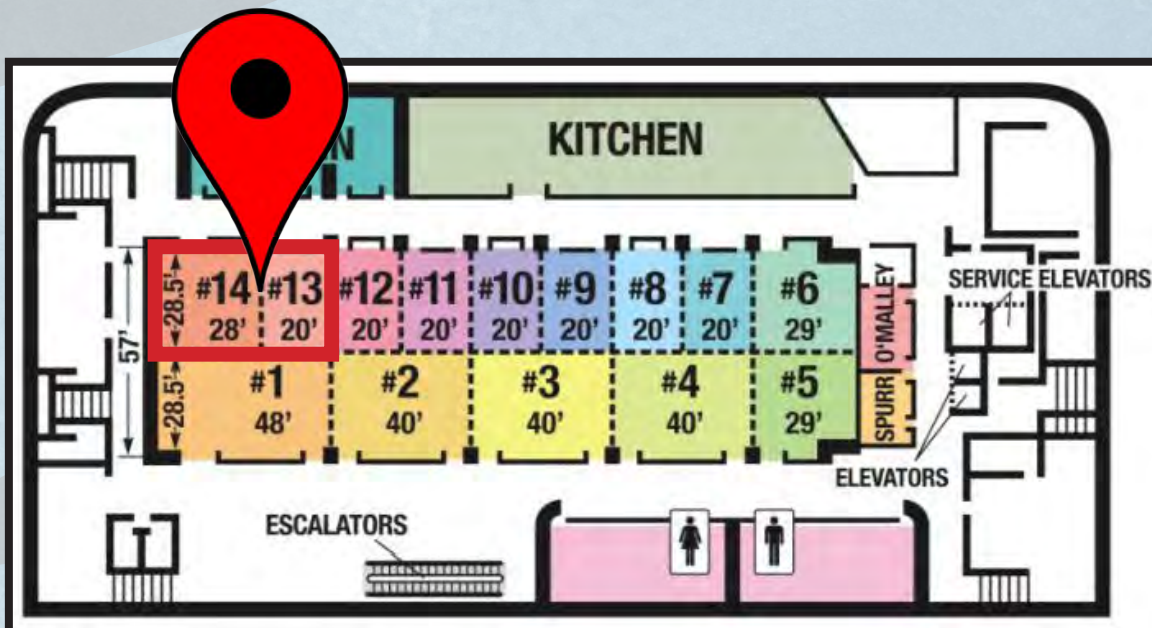 KITCHEN
#14 #13 #12 #11 #10 #9 #8 #7 #6
28' 20' 20' 20' 20' 20' 20' 20' 29'
28.5'
57'
28.5'
#1 #2 #3 #4 #5
48' 40' 40' 40' 29'
O'MALLEY
SPURR
SERVICE ELEVATORS
ELEVATORS
ESCALATORS